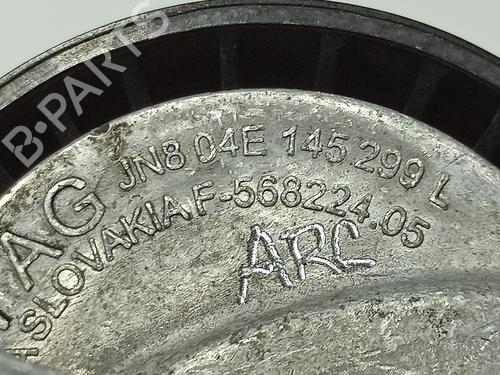 B-PARTS
JN8 04E 145 299 L
AG
SLOVAKIA F-568224.05
ARC